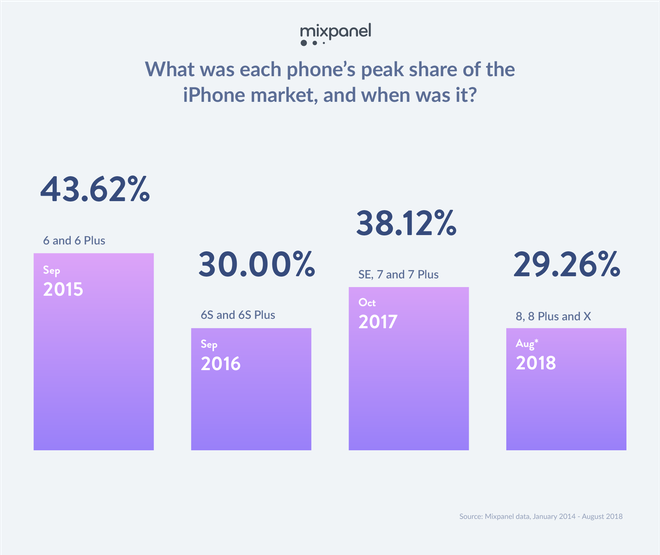 mixpanel
What was each phone's peak share of the
iPhone market, and when was it?
43.62%
6 and 6 Plus
Sep
2015
30.00%
6S and 6S Plus
Sep
2016
38.12%
SE, 7 and 7 Plus
Oct
2017
29.26%
8, 8 Plus and X
Aug*
2018
Source: Mixpanel data, January 2014 - August 2018